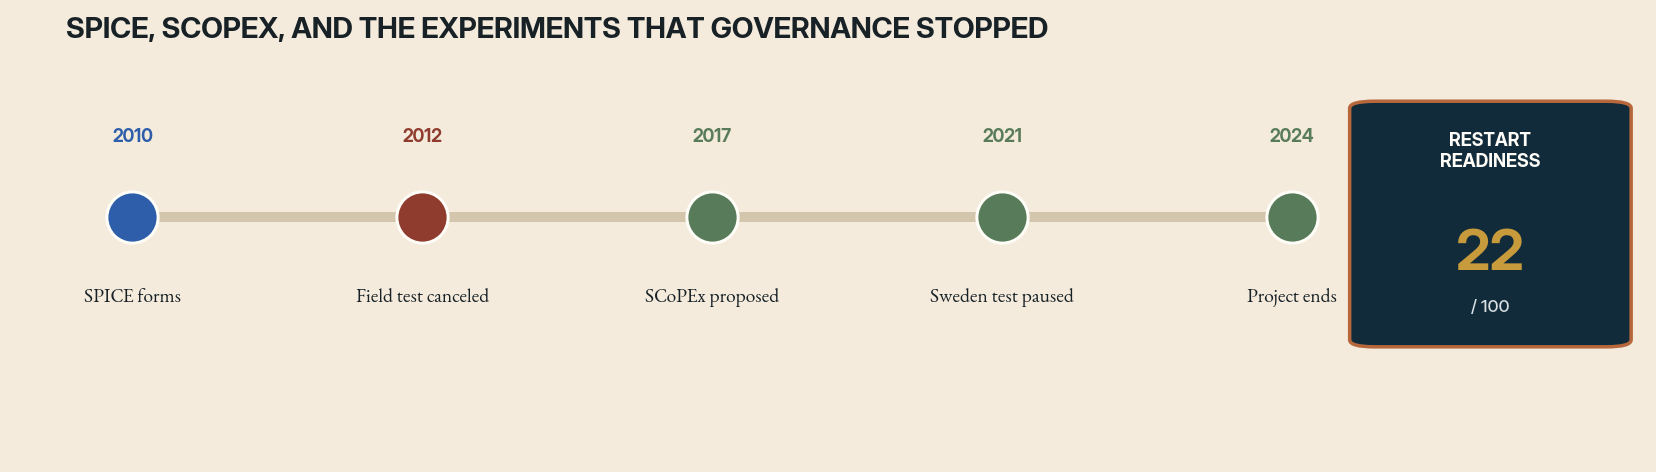 SPICE, SCOPEX, AND THE EXPERIMENTS THAT GOVERNANCE STOPPED
2010
2012
2017
2021
2024
SPICE forms
Field test canceled
SCoPEx proposed
Sweden test paused
Project ends
RESTART
READINESS
22
/ 100